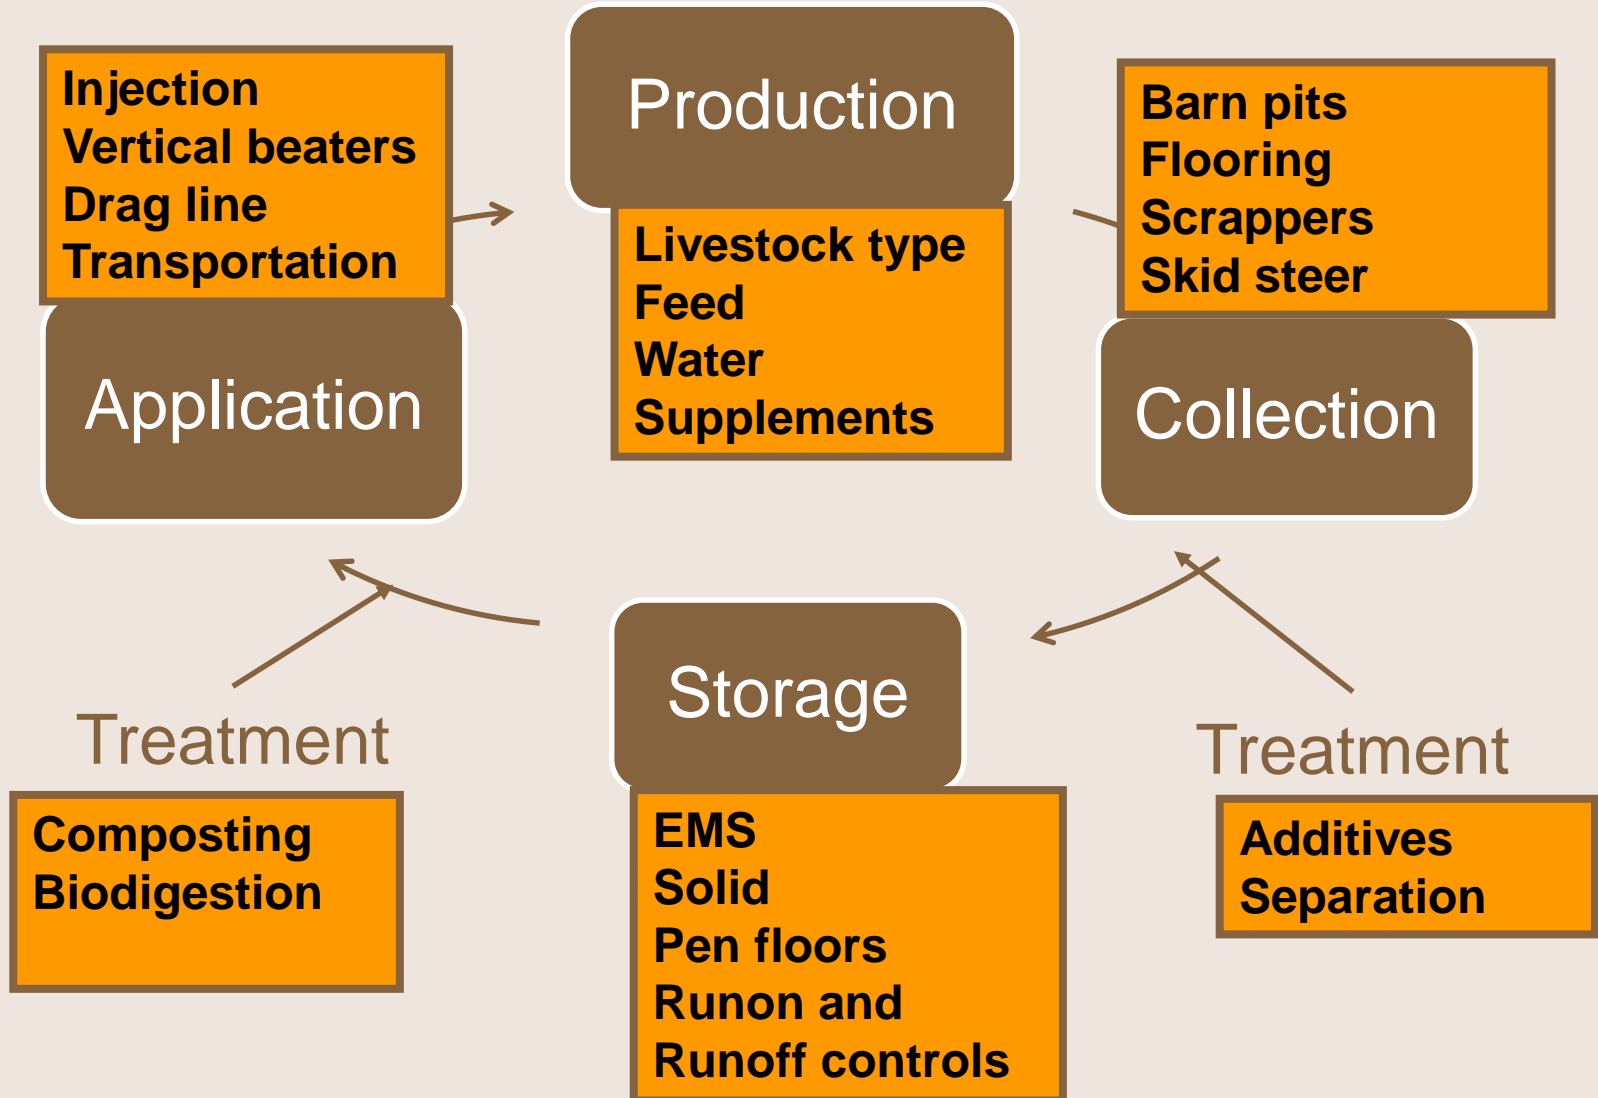 Production
Livestock type
Feed
Water
Supplements
Barn pits
Flooring
Scrappers
Skid steer
Collection
Treatment
Additives
Separation
Storage
EMS
Solid
Pen floors
Runon and
Runoff controls
Treatment
Composting
Biodigestion
Injection
Vertical beaters
Drag line
Transportation
Application